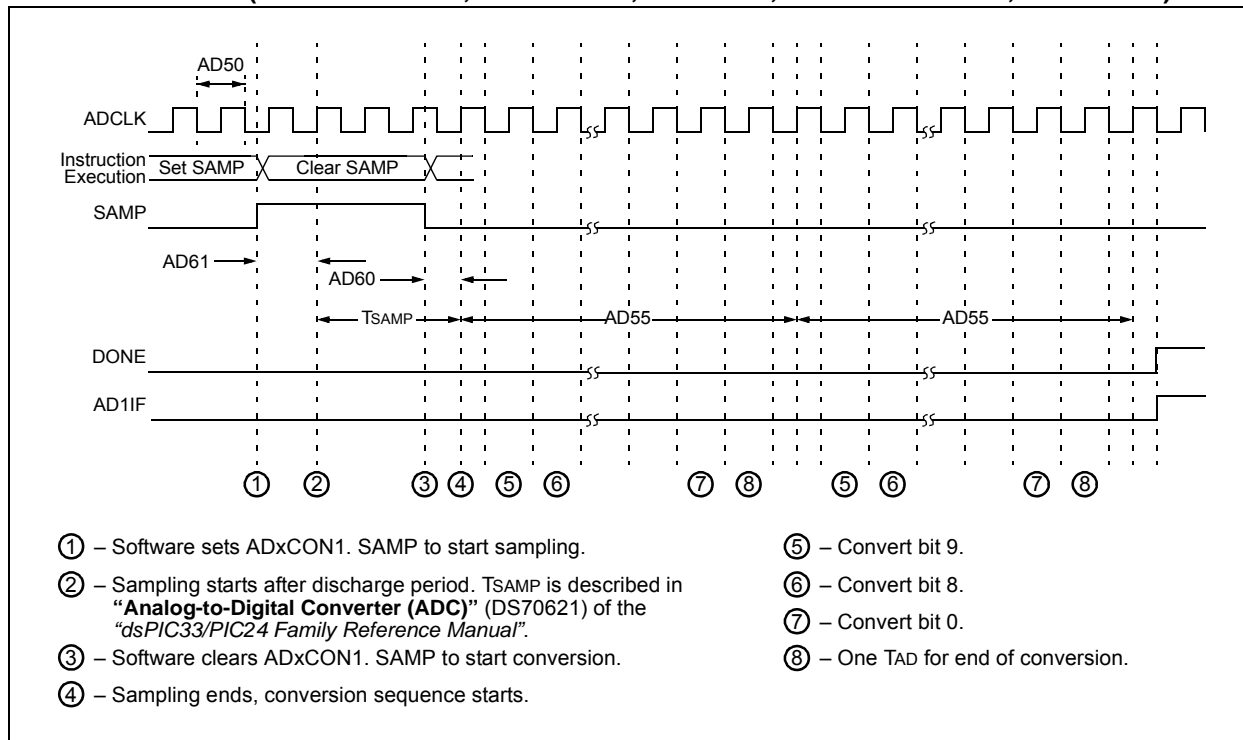 AD50
ADCLK
Instruction
Execution
Set SAMP
Clear SAMP
SAMP
AD61
AD60
TSAMP
AD55
AD55
DONE
AD1IF
1 2 3 4 5 6 7 8 5 6 7 8
1 – Software sets ADxCON1. SAMP to start sampling.
2 – Sampling starts after discharge period. TSAMP is described in
“Analog-to-Digital Converter (ADC)” (DS70621) of the
“dsPIC33/PIC24 Family Reference Manual”.
3 – Software clears ADxCON1. SAMP to start conversion.
4 – Sampling ends, conversion sequence starts.
5 – Convert bit 9.
6 – Convert bit 8.
7 – Convert bit 0.
8 – One TAD for end of conversion.